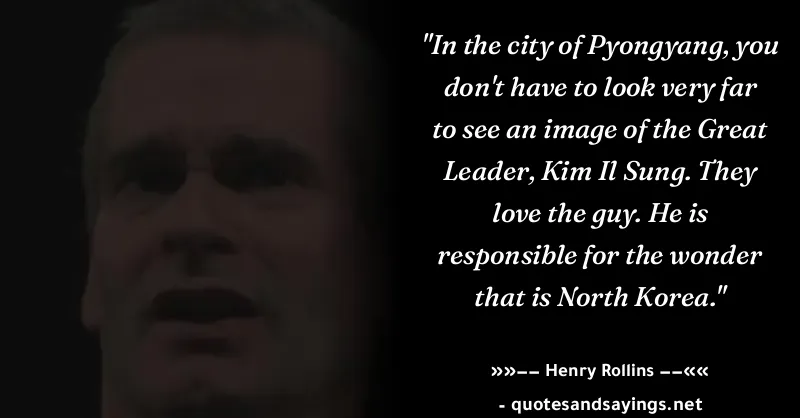 "In the city of Pyongyang, you
don't have to look very far
to see an image of the Great
Leader, Kim Il Sung. They
love the guy. He is
responsible for the wonder
that is North Korea."
»»−− Henry Rollins −−««
- quotesandsayings.net